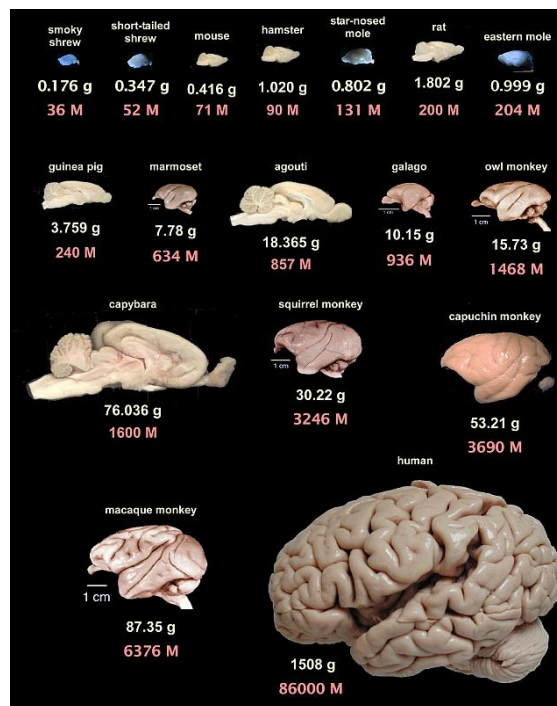 smoky shrew
short-tailed shrew
mouse
hamster
star-nosed mole
rat
eastern mole
0.176 g
0.347 g
0.416 g
1.020 g
0.802 g
1.802 g
0.999 g
36 M
52 M
71 M
90 M
131 M
200 M
204 M
guinea pig
marmoset
agouti
galago
owl monkey
1 cm
1 cm
1 cm
3.759 g
7.78 g
18.365 g
10.15 g
15.73 g
240 M
634 M
857 M
936 M
1468 M
capybara
squirrel monkey
capuchin monkey
1 cm
76.036 g
30.22 g
53.21 g
1600 M
3246 M
3690 M
human
macaque monkey
1 cm
87.35 g
6376 M
1508 g
86000 M